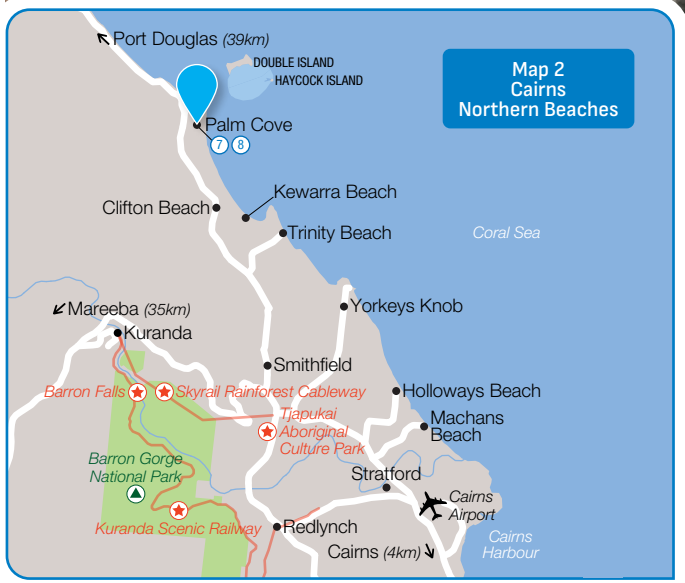 Port Douglas (39km)
DOUBLE ISLAND
HAYCOCK ISLAND
Map 2
Cairns
Northern Beaches
Palm Cove
7 8
Kewarra Beach
Clifton Beach
Trinity Beach
Coral Sea
Mareeba (35km)
Yorkeys Knob
Kuranda
Smithfield
Barron Falls
Skyrail Rainforest Cableway
Holloways Beach
Tjapukai
Aboriginal
Culture Park
Machans
Beach
Barron Gorge
National Park
Stratford
Cairns
Airport
Kuranda Scenic Railway
Redlynch
Cairns (4km)
Cairns
Harbour